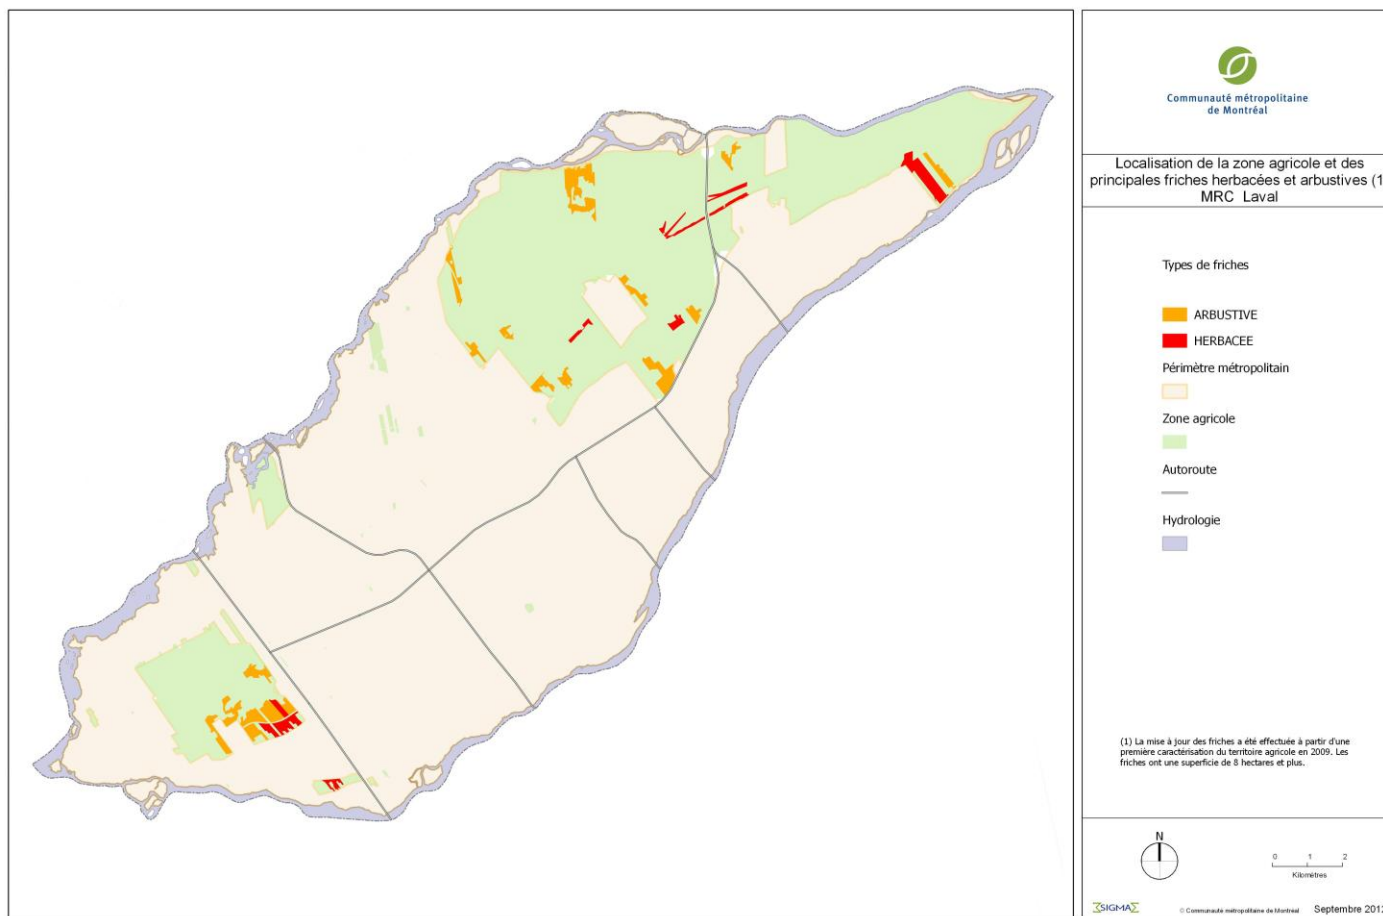 Communauté métropolitaine
de Montréal
Localisation de la zone agricole et des
principales friches herbacées et arbustives (1
MRC Laval
Types de friches
ARBUSTIVE
HERBACEE
Périmètre métropolitain
Zone agricole
Autoroute
Hydrologie
(1) La mise à jour des friches a été effectuée à partir d'une
première caractérisation du territoire agricole en 2009. Les
friches ont une superficie de 8 hectares et plus.
N
0 1 2
Kilomètres
SIGMA
© Communauté métropolitaine de Montréal Septembre 201